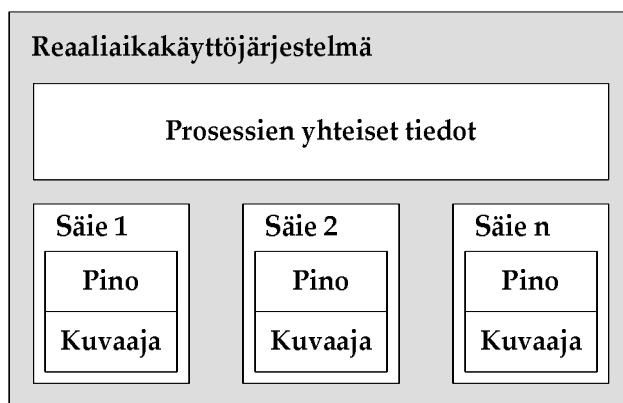 Reaaliaikakäyttöjärjestelmä
Prosessien yhteiset tiedot
Säie 1
Pino
Kuvaaja
Säie 2
Pino
Kuvaaja
Säie n
Pino
Kuvaaja